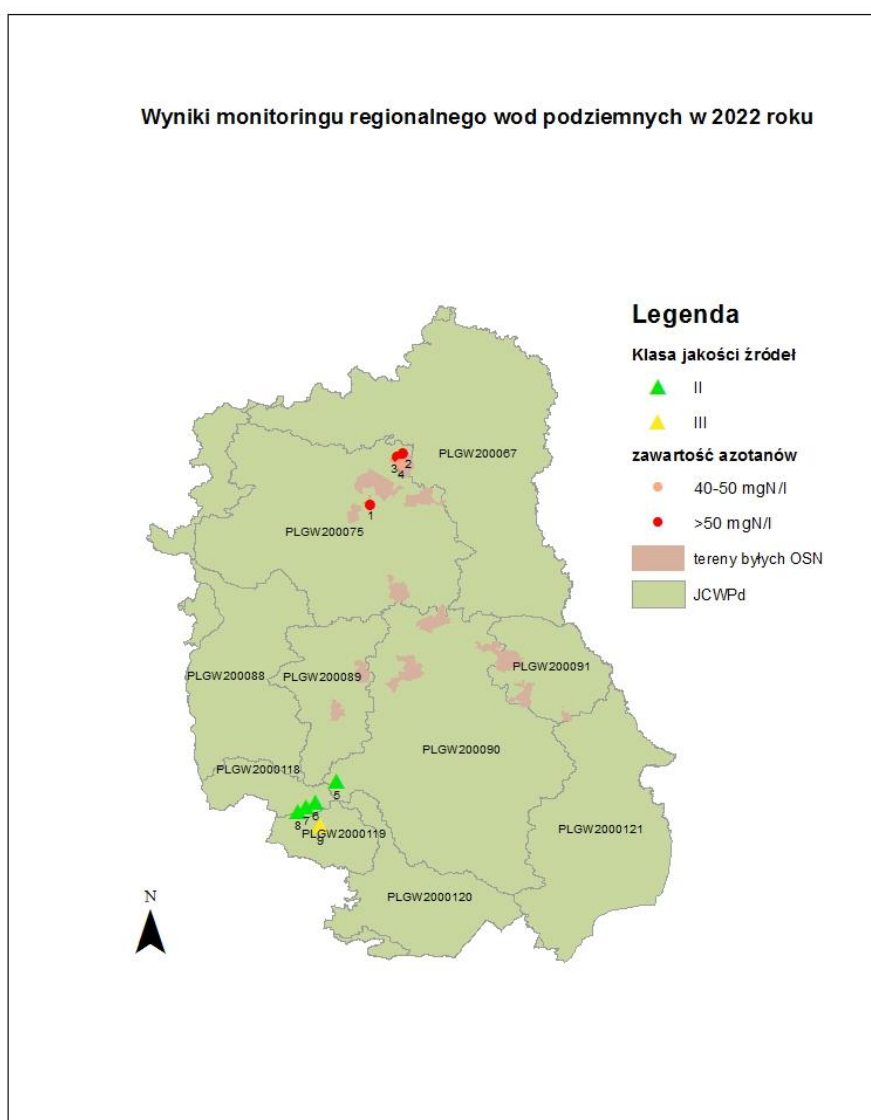 Wyniki monitoringu regionalnego wod podziemnych w 2022 roku
Legenda
Klasa jakości źródeł
II
III
zawartość azotanów
40-50 mgN/l
>50 mgN/l
tereny byłych OSN
JCWPd
PLGW200067
2
3
4
1
PLGW200075
PLGW200091
PLGW200088
PLGW200089
PLGW200090
PLGW2000118
5
6
7
8
PLGW2000119
9
PLGW2000121
PLGW2000120
N